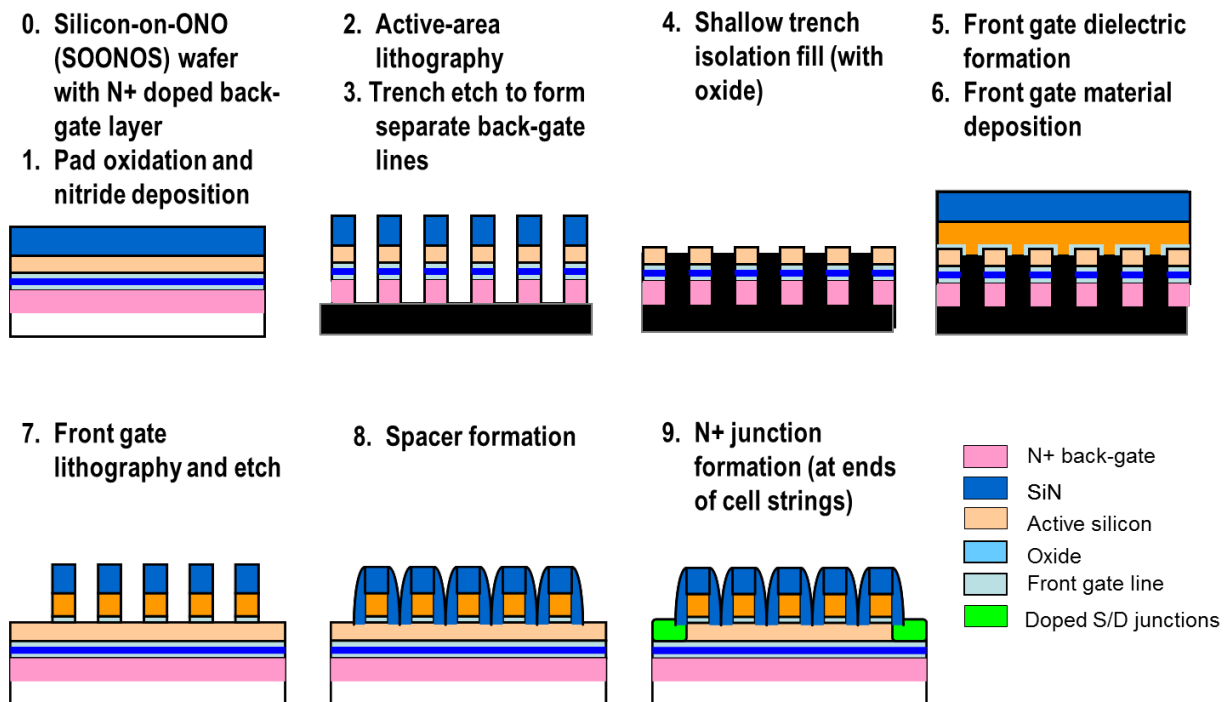 0. Silicon-on-ONO
(SOONOS) wafer
with N+ doped back-
gate layer
1. Pad oxidation and
nitride deposition
2. Active-area
lithography
3. Trench etch to form
separate back-gate
lines
4. Shallow trench
isolation fill (with
oxide)
5. Front gate dielectric
formation
6. Front gate material
deposition
7. Front gate
lithography and etch
8. Spacer formation
9. N+ junction
formation (at ends
of cell strings)
N+ back-gate
SiN
Active silicon
Oxide
Front gate line
Doped S/D junctions